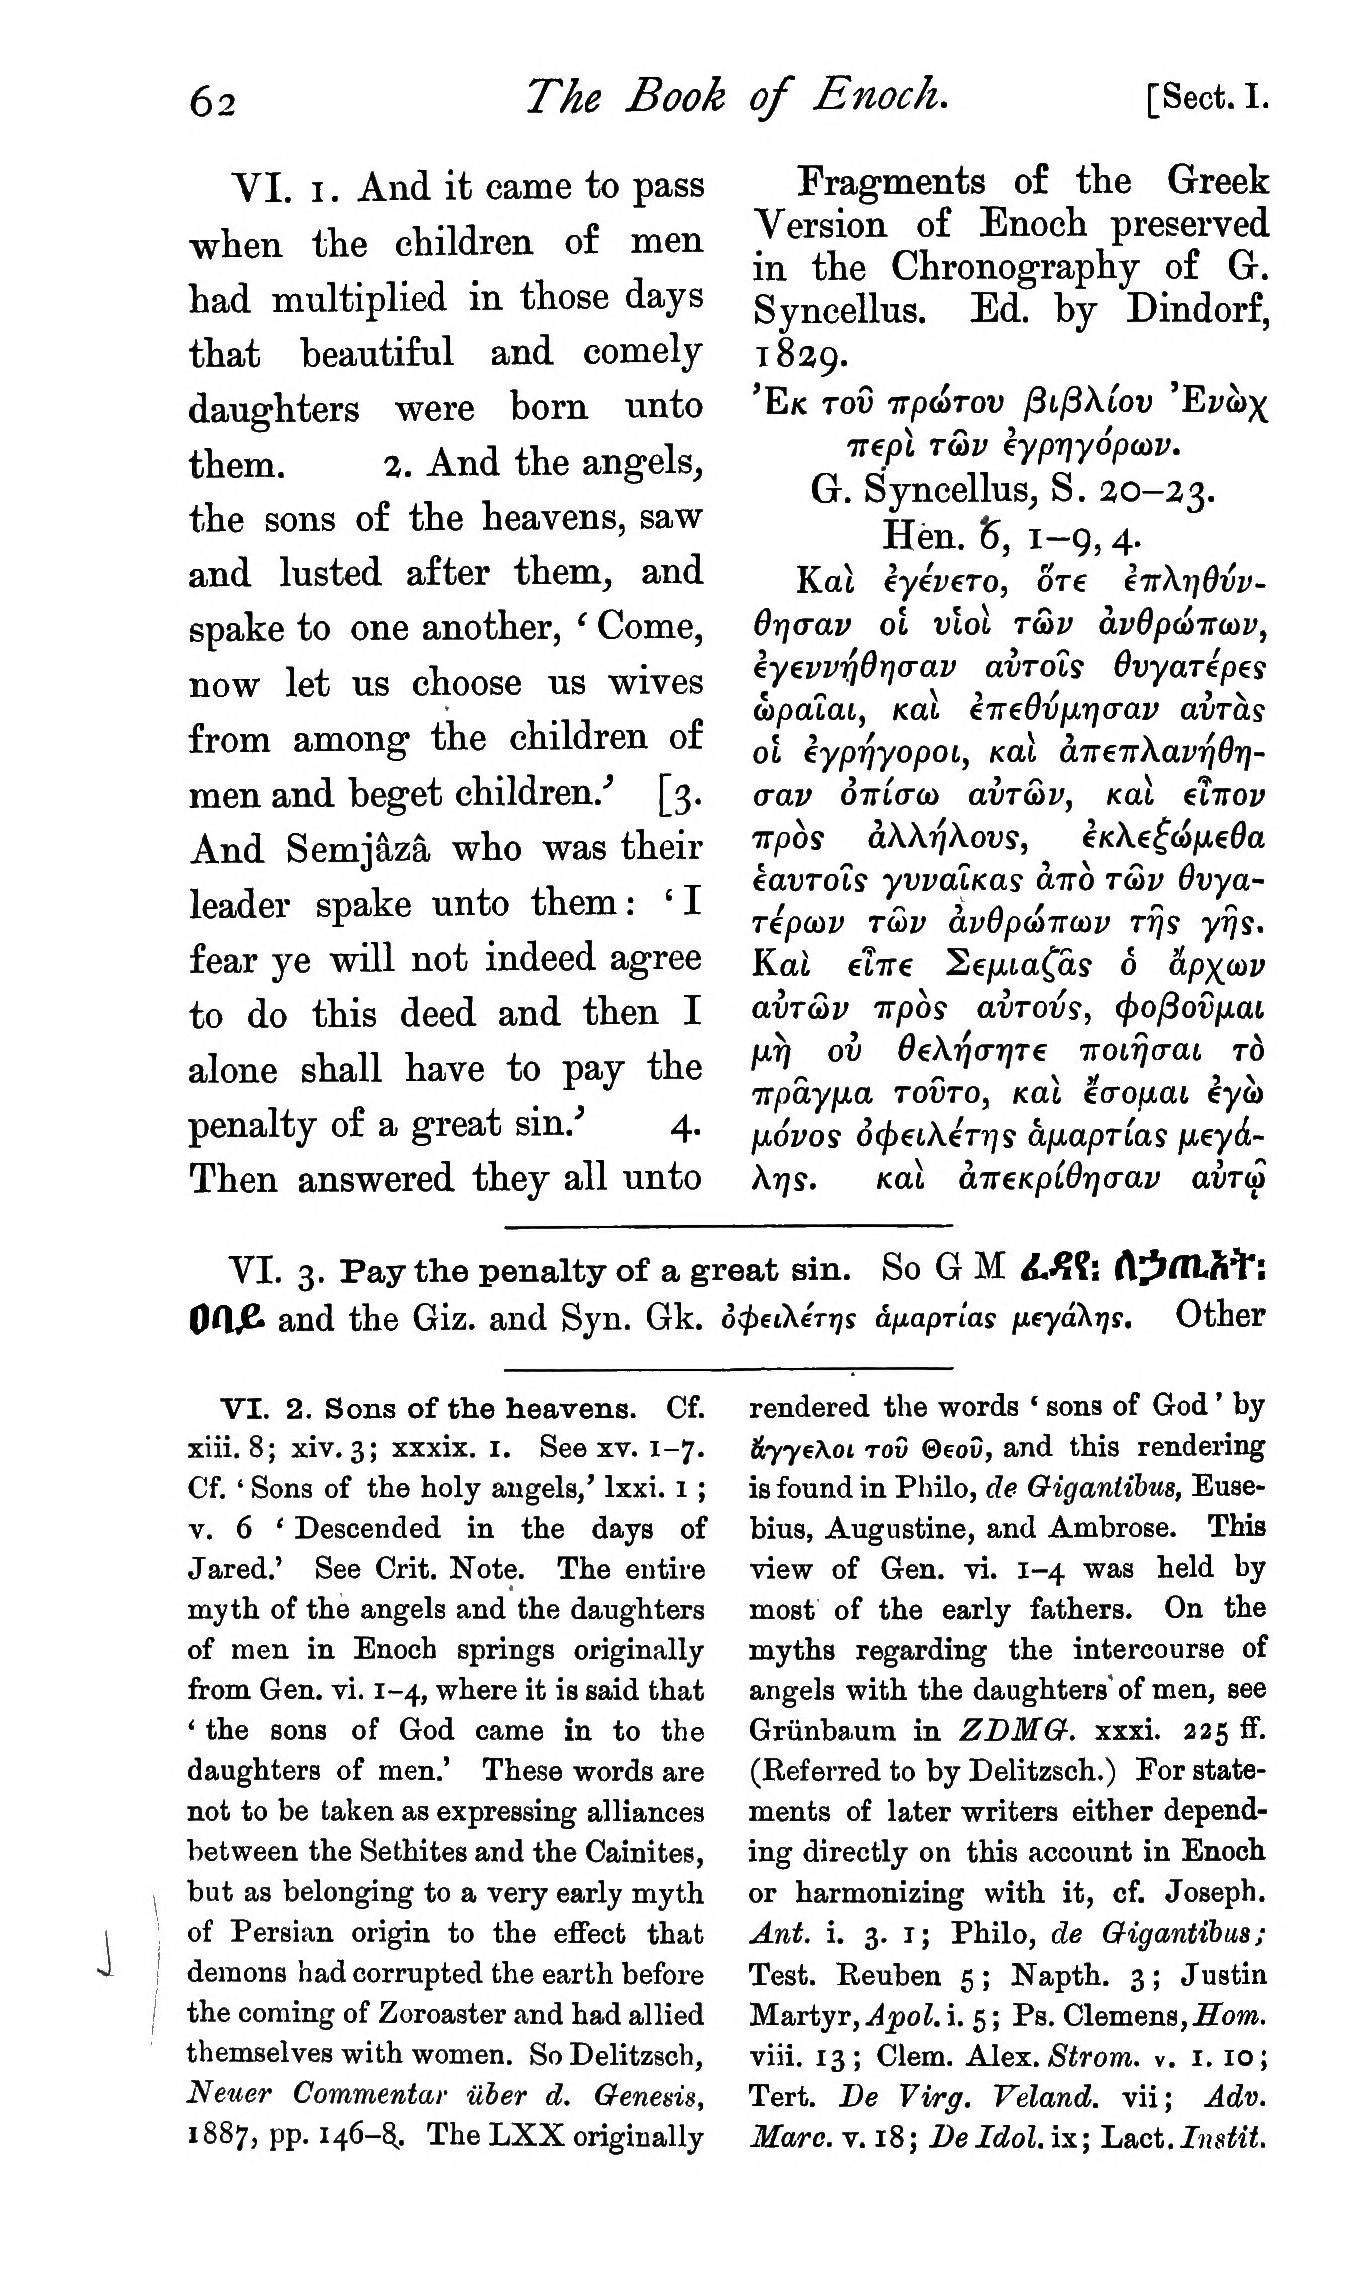 62 The Book of Enoch. [Sect. I.
VI. 1. And it came to pass
when the children of men
had multiplied in those days
that beautiful and comely
daughters were born unto
them. 2. And the angels,
the sons of the heavens, saw
and lusted after them, and
spake to one another, ‘Come,
now let us choose us wives
from among the children of
men and beget children.’ [3.
And Semjâzâ who was their
leader spake unto them: ‘I
fear ye will not indeed agree
to do this deed and then I
alone shall have to pay the
penalty of a great sin.’ 4.
Then answered they all unto
Fragments of the Greek
Version of Enoch preserved
in the Chronography of G.
Syncellus. Ed. by Dindorf,
1829.
Ἐκ τοῦ πρώτου βιβλίου Ἐνὼχ
περὶ τῶν ἐγρηγόρων.
G. Syncellus, S. 20–23.
Hen. 6, 1–9, 4.
Καὶ ἐγένετο, ὅτε ἐπληθύν-
θησαν οἱ υἱοὶ τῶν ἀνθρώπων,
ἐγεννήθησαν αὐτοῖς θυγατέρες
ὡραῖαι, καὶ ἐπεθύμησαν αὐτὰς
οἱ ἐγρήγοροι, καὶ ἀπεπλανήθη-
σαν ὀπίσω αὐτῶν, καὶ εἶπον
πρὸς ἀλλήλους, ἐκλεξώμεθα
ἑαυτοῖς γυναῖκας ἀπὸ τῶν θυγα-
τέρων τῶν ἀνθρώπων τῆς γῆς.
Καὶ εἶπε Σεμιαζᾶς ὁ ἄρχων
αὐτῶν πρὸς αὐτούς, φοβοῦμαι
μὴ οὐ θελήσητε ποιῆσαι τὸ
πρᾶγμα τοῦτο, καὶ ἔσομαι ἐγὼ
μόνος ὀφειλέτης ἁμαρτίας μεγά-
λης. καὶ ἀπεκρίθησαν αὐτῷ
VI. 3. Pay the penalty of a great sin. So G M ፈዳየ፡ ለኃጢአት፡
ዐባይ and the Giz. and Syn. Gk. ὀφειλέτης ἁμαρτίας μεγάλης. Other
VI. 2. Sons of the heavens. Cf.
xiii. 8; xiv. 3; xxxix. 1. See xv. 1–7.
Cf. ‘Sons of the holy angels,’ lxxi. 1;
v. 6 ‘Descended in the days of
Jared.’ See Crit. Note. The entire
myth of the angels and the daughters
of men in Enoch springs originally
from Gen. vi. 1–4, where it is said that
‘the sons of God came in to the
daughters of men.’ These words are
not to be taken as expressing alliances
between the Sethites and the Cainites,
but as belonging to a very early myth
of Persian origin to the effect that
demons had corrupted the earth before
the coming of Zoroaster and had allied
themselves with women. So Delitzsch,
Neuer Commentar über d. Genesis,
1887, pp. 146–8. The LXX originally
rendered the words ‘sons of God’ by
ἄγγελοι τοῦ Θεοῦ, and this rendering
is found in Philo, de Gigantibus, Euse-
bius, Augustine, and Ambrose. This
view of Gen. vi. 1–4 was held by
most of the early fathers. On the
myths regarding the intercourse of
angels with the daughters of men, see
Grünbaum in ZDMG. xxxi. 225 ff.
(Referred to by Delitzsch.) For state-
ments of later writers either depend-
ing directly on this account in Enoch
or harmonizing with it, cf. Joseph.
Ant. i. 3. 1; Philo, de Gigantibus;
Test. Reuben 5; Napth. 3; Justin
Martyr, Apol. i. 5; Ps. Clemens, Hom.
viii. 13; Clem. Alex. Strom. v. 1. 10;
Tert. De Virg. Veland. vii; Adv.
Marc. v. 18; De Idol. ix; Lact. Instit.